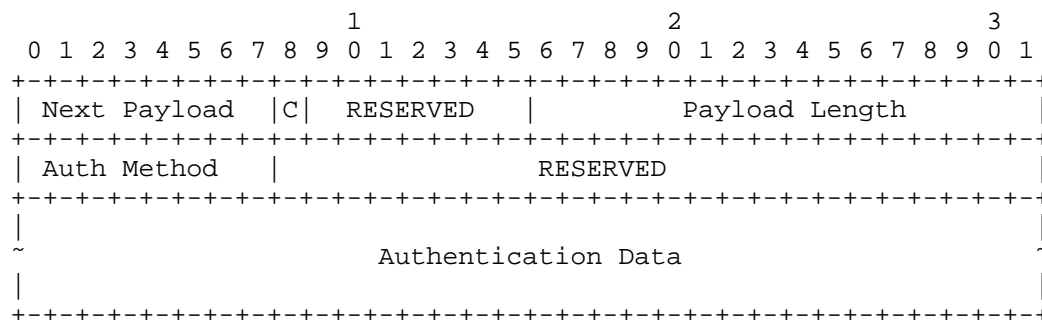 1                   2                   3
 0 1 2 3 4 5 6 7 8 9 0 1 2 3 4 5 6 7 8 9 0 1 2 3 4 5 6 7 8 9 0 1
+-+-+-+-+-+-+-+-+-+-+-+-+-+-+-+-+-+-+-+-+-+-+-+-+-+-+-+-+-+-+-+-+
| Next Payload  |C|  RESERVED   |         Payload Length        |
+-+-+-+-+-+-+-+-+-+-+-+-+-+-+-+-+-+-+-+-+-+-+-+-+-+-+-+-+-+-+-+-+
| Auth Method   |                RESERVED                       |
+-+-+-+-+-+-+-+-+-+-+-+-+-+-+-+-+-+-+-+-+-+-+-+-+-+-+-+-+-+-+-+-+
|                                                               |
~                      Authentication Data                      ~
|                                                               |
+-+-+-+-+-+-+-+-+-+-+-+-+-+-+-+-+-+-+-+-+-+-+-+-+-+-+-+-+-+-+-+-+